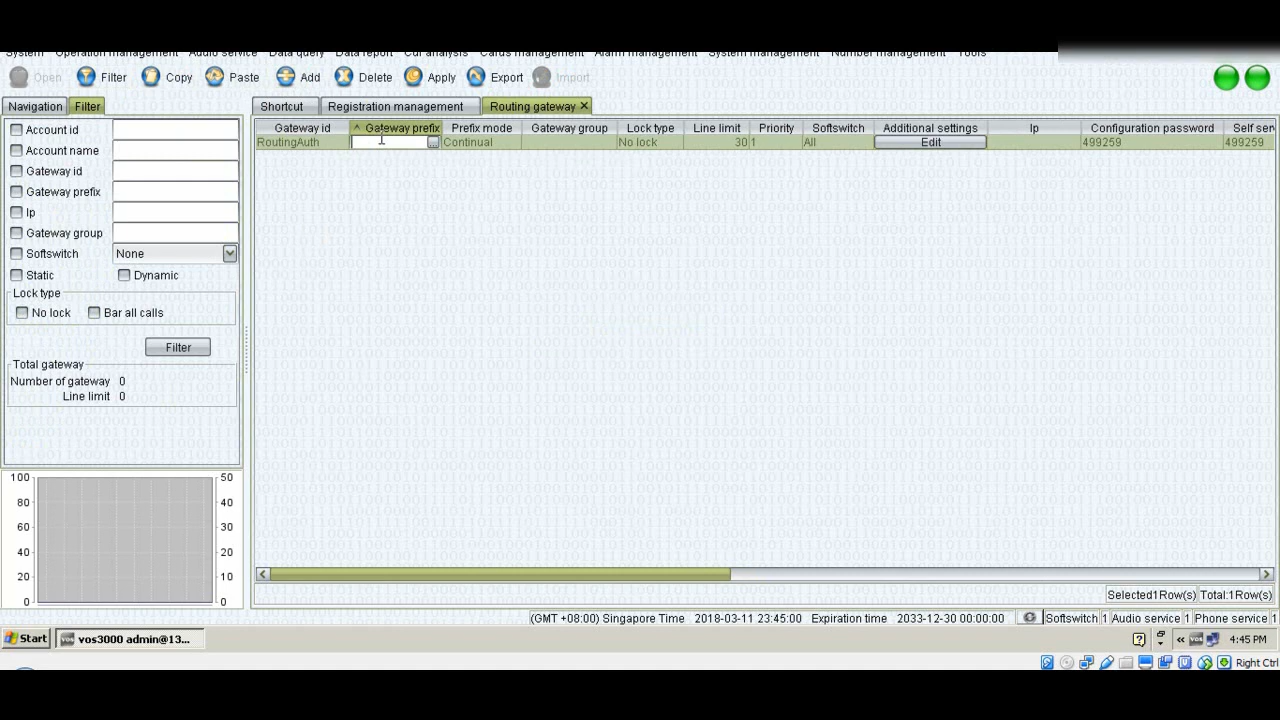 System Operation management Audio service Data query Data report Cdr analysis Cards management Alarm management System management Number management Tools
Open Filter Copy Paste Add Delete Apply Export Import
Navigation Filter
Shortcut Registration management Routing gateway
Account id
Account name
Gateway id
Gateway prefix
Ip
Gateway group
Softswitch None
Static Dynamic
Lock type
No lock Bar all calls
Filter
Total gateway
Number of gateway 0
Line limit 0
100 50
80 40
60 30
40 20
20 10
0 0
Gateway id Gateway prefix Prefix mode Gateway group Lock type Line limit Priority Softswitch Additional settings Ip Configuration password Self ser
RoutingAuth ... Continual No lock 30 1 All Edit 499259 499259
Selected1Row(s) Total:1Row(s)
(GMT +08:00) Singapore Time 2018-03-11 23:45:00 Expiration time 2033-12-30 00:00:00 Softswitch 1 Audio service 1 Phone service 1
Start vos3000 admin@13... 4:45 PM
Right Ctrl